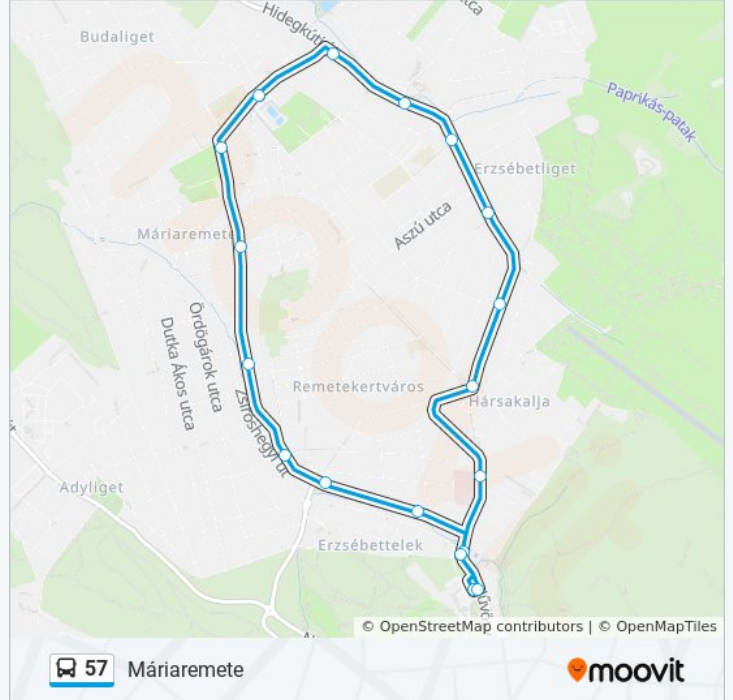 Hidegkúti
tca
Budaliget
Paprikás-patak
Erzsébetliget
Aszú utca
Máriaremete
Ördögárok utca
Dutka Ákos utca
Remetekertváros
Hársakalja
Zsíroshegyi út
Adyliget
Erzsébettelek
© OpenStreetMap contributors | © OpenMapTiles
57 Máriaremete
moovit